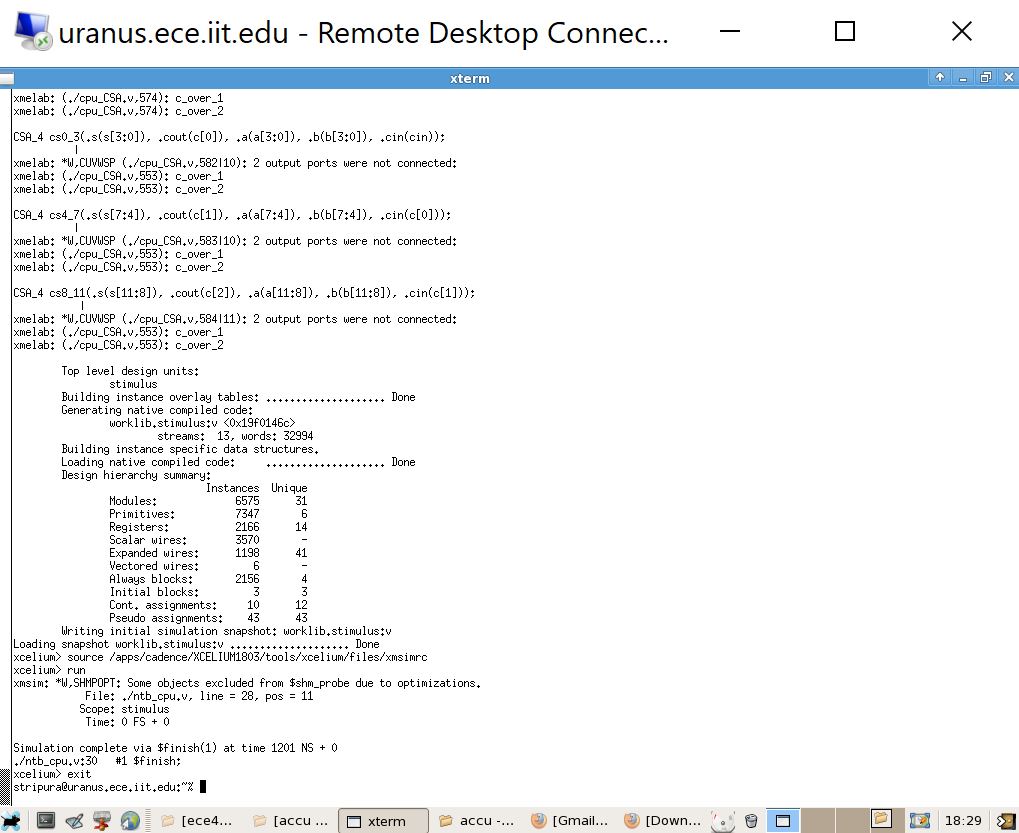 uranus.ece.iit.edu - Remote Desktop Connec...
xterm
xmelab: (./cpu_CSA.v,574): c_over_1
xmelab: (./cpu_CSA.v,574): c_over_2
CSA_4 cs0_3(.s(s[3:0]), .cout(c[0]), .a(a[3:0]), .b(b[3:0]), .cin(cin));
|
xmelab: *W,CUVWSP (./cpu_CSA.v,582|10): 2 output ports were not connected:
xmelab: (./cpu_CSA.v,553): c_over_1
xmelab: (./cpu_CSA.v,553): c_over_2
CSA_4 cs4_7(.s(s[7:4]), .cout(c[1]), .a(a[7:4]), .b(b[7:4]), .cin(c[0]));
|
xmelab: *W,CUVWSP (./cpu_CSA.v,583|10): 2 output ports were not connected:
xmelab: (./cpu_CSA.v,553): c_over_1
xmelab: (./cpu_CSA.v,553): c_over_2
CSA_4 cs8_11(.s(s[11:8]), .cout(c[2]), .a(a[11:8]), .b(b[11:8]), .cin(c[1]));
|
xmelab: *W,CUVWSP (./cpu_CSA.v,584|11): 2 output ports were not connected:
xmelab: (./cpu_CSA.v,553): c_over_1
xmelab: (./cpu_CSA.v,553): c_over_2
Top level design units:
stimulus
Building instance overlay tables: .................... Done
Generating native compiled code:
worklib.stimulus:v <0x19f0146c>
streams: 13, words: 32994
Building instance specific data structures.
Loading native compiled code: .................... Done
Design hierarchy summary:
Instances Unique
Modules: 6575 31
Primitives: 7347 6
Registers: 2166 14
Scalar wires: 3570 -
Expanded wires: 1198 41
Vectored wires: 6 -
Always blocks: 2156 4
Initial blocks: 3 3
Cont. assignments: 10 12
Pseudo assignments: 43 43
Writing initial simulation snapshot: worklib.stimulus:v
Loading snapshot worklib.stimulus:v .................... Done
xcelium> source /apps/cadence/XCELIUM1803/tools/xcelium/files/xmsimrc
xcelium> run
xmsim: *W,SHMPOPT: Some objects excluded from $shm_probe due to optimizations.
File: ./ntb_cpu.v, line = 28, pos = 11
Scope: stimulus
Time: 0 FS + 0
Simulation complete via $finish(1) at time 1201 NS + 0
./ntb_cpu.v:30 #1 $finish;
xcelium> exit
stripura@uranus.ece.iit.edu:~%
[ece4... [accu ... xterm accu -... [Gmail... [Down... 18:29